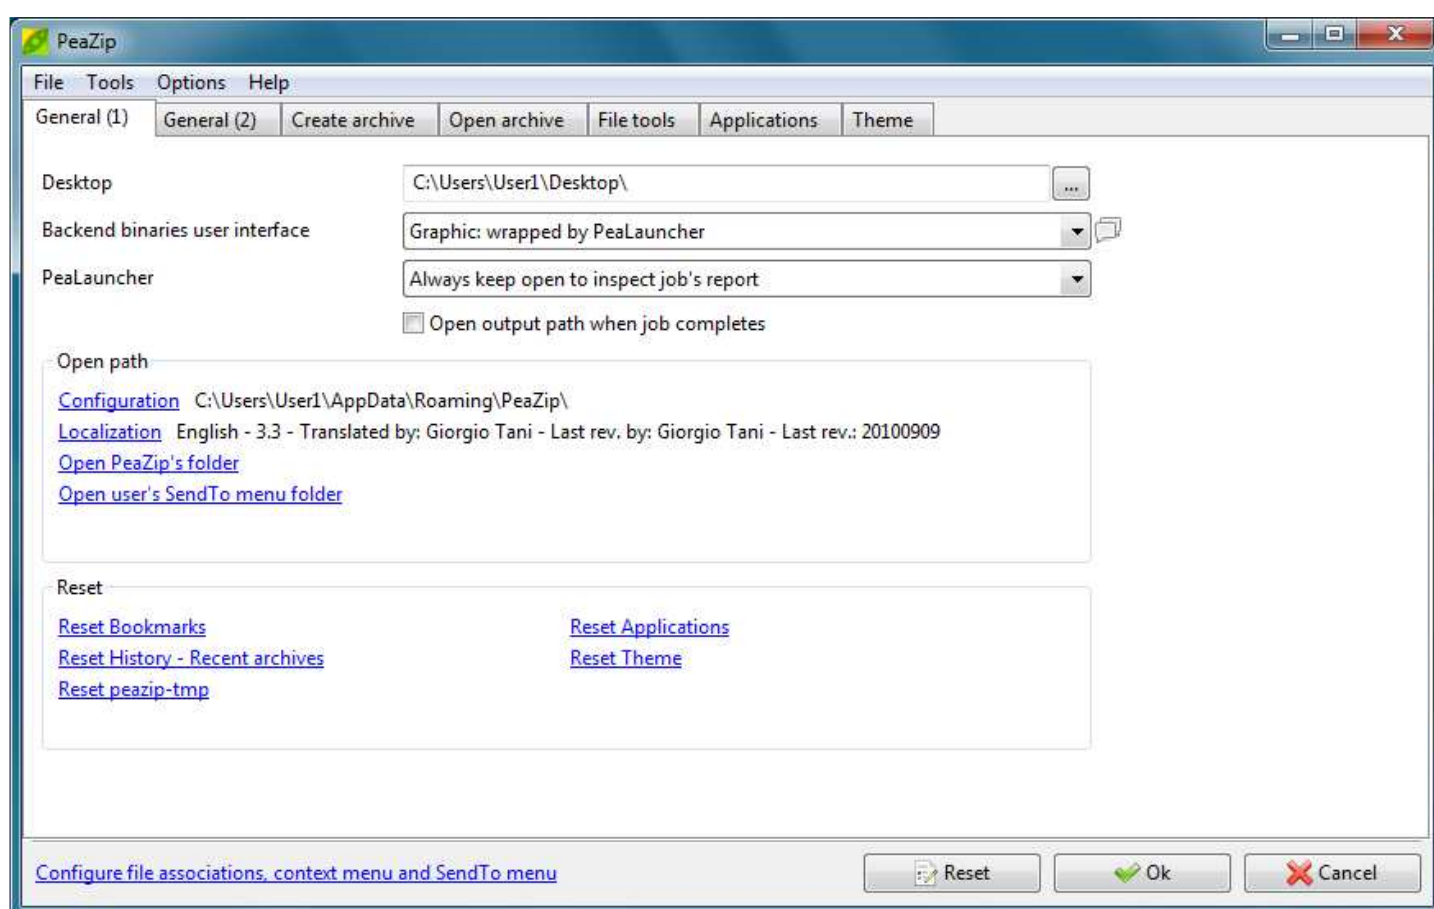 PeaZip
File Tools Options Help
General (1) General (2) Create archive Open archive File tools Applications Theme
Desktop C:\Users\User1\Desktop\ ...
Backend binaries user interface Graphic: wrapped by PeaLauncher
PeaLauncher Always keep open to inspect job's report
Open output path when job completes
Open path
Configuration C:\Users\User1\AppData\Roaming\PeaZip\
Localization English - 3.3 - Translated by: Giorgio Tani - Last rev. by: Giorgio Tani - Last rev.: 20100909
Open PeaZip's folder
Open user's SendTo menu folder
Reset
Reset Bookmarks Reset Applications
Reset History - Recent archives Reset Theme
Reset peazip-tmp
Configure file associations, context menu and SendTo menu Reset Ok Cancel